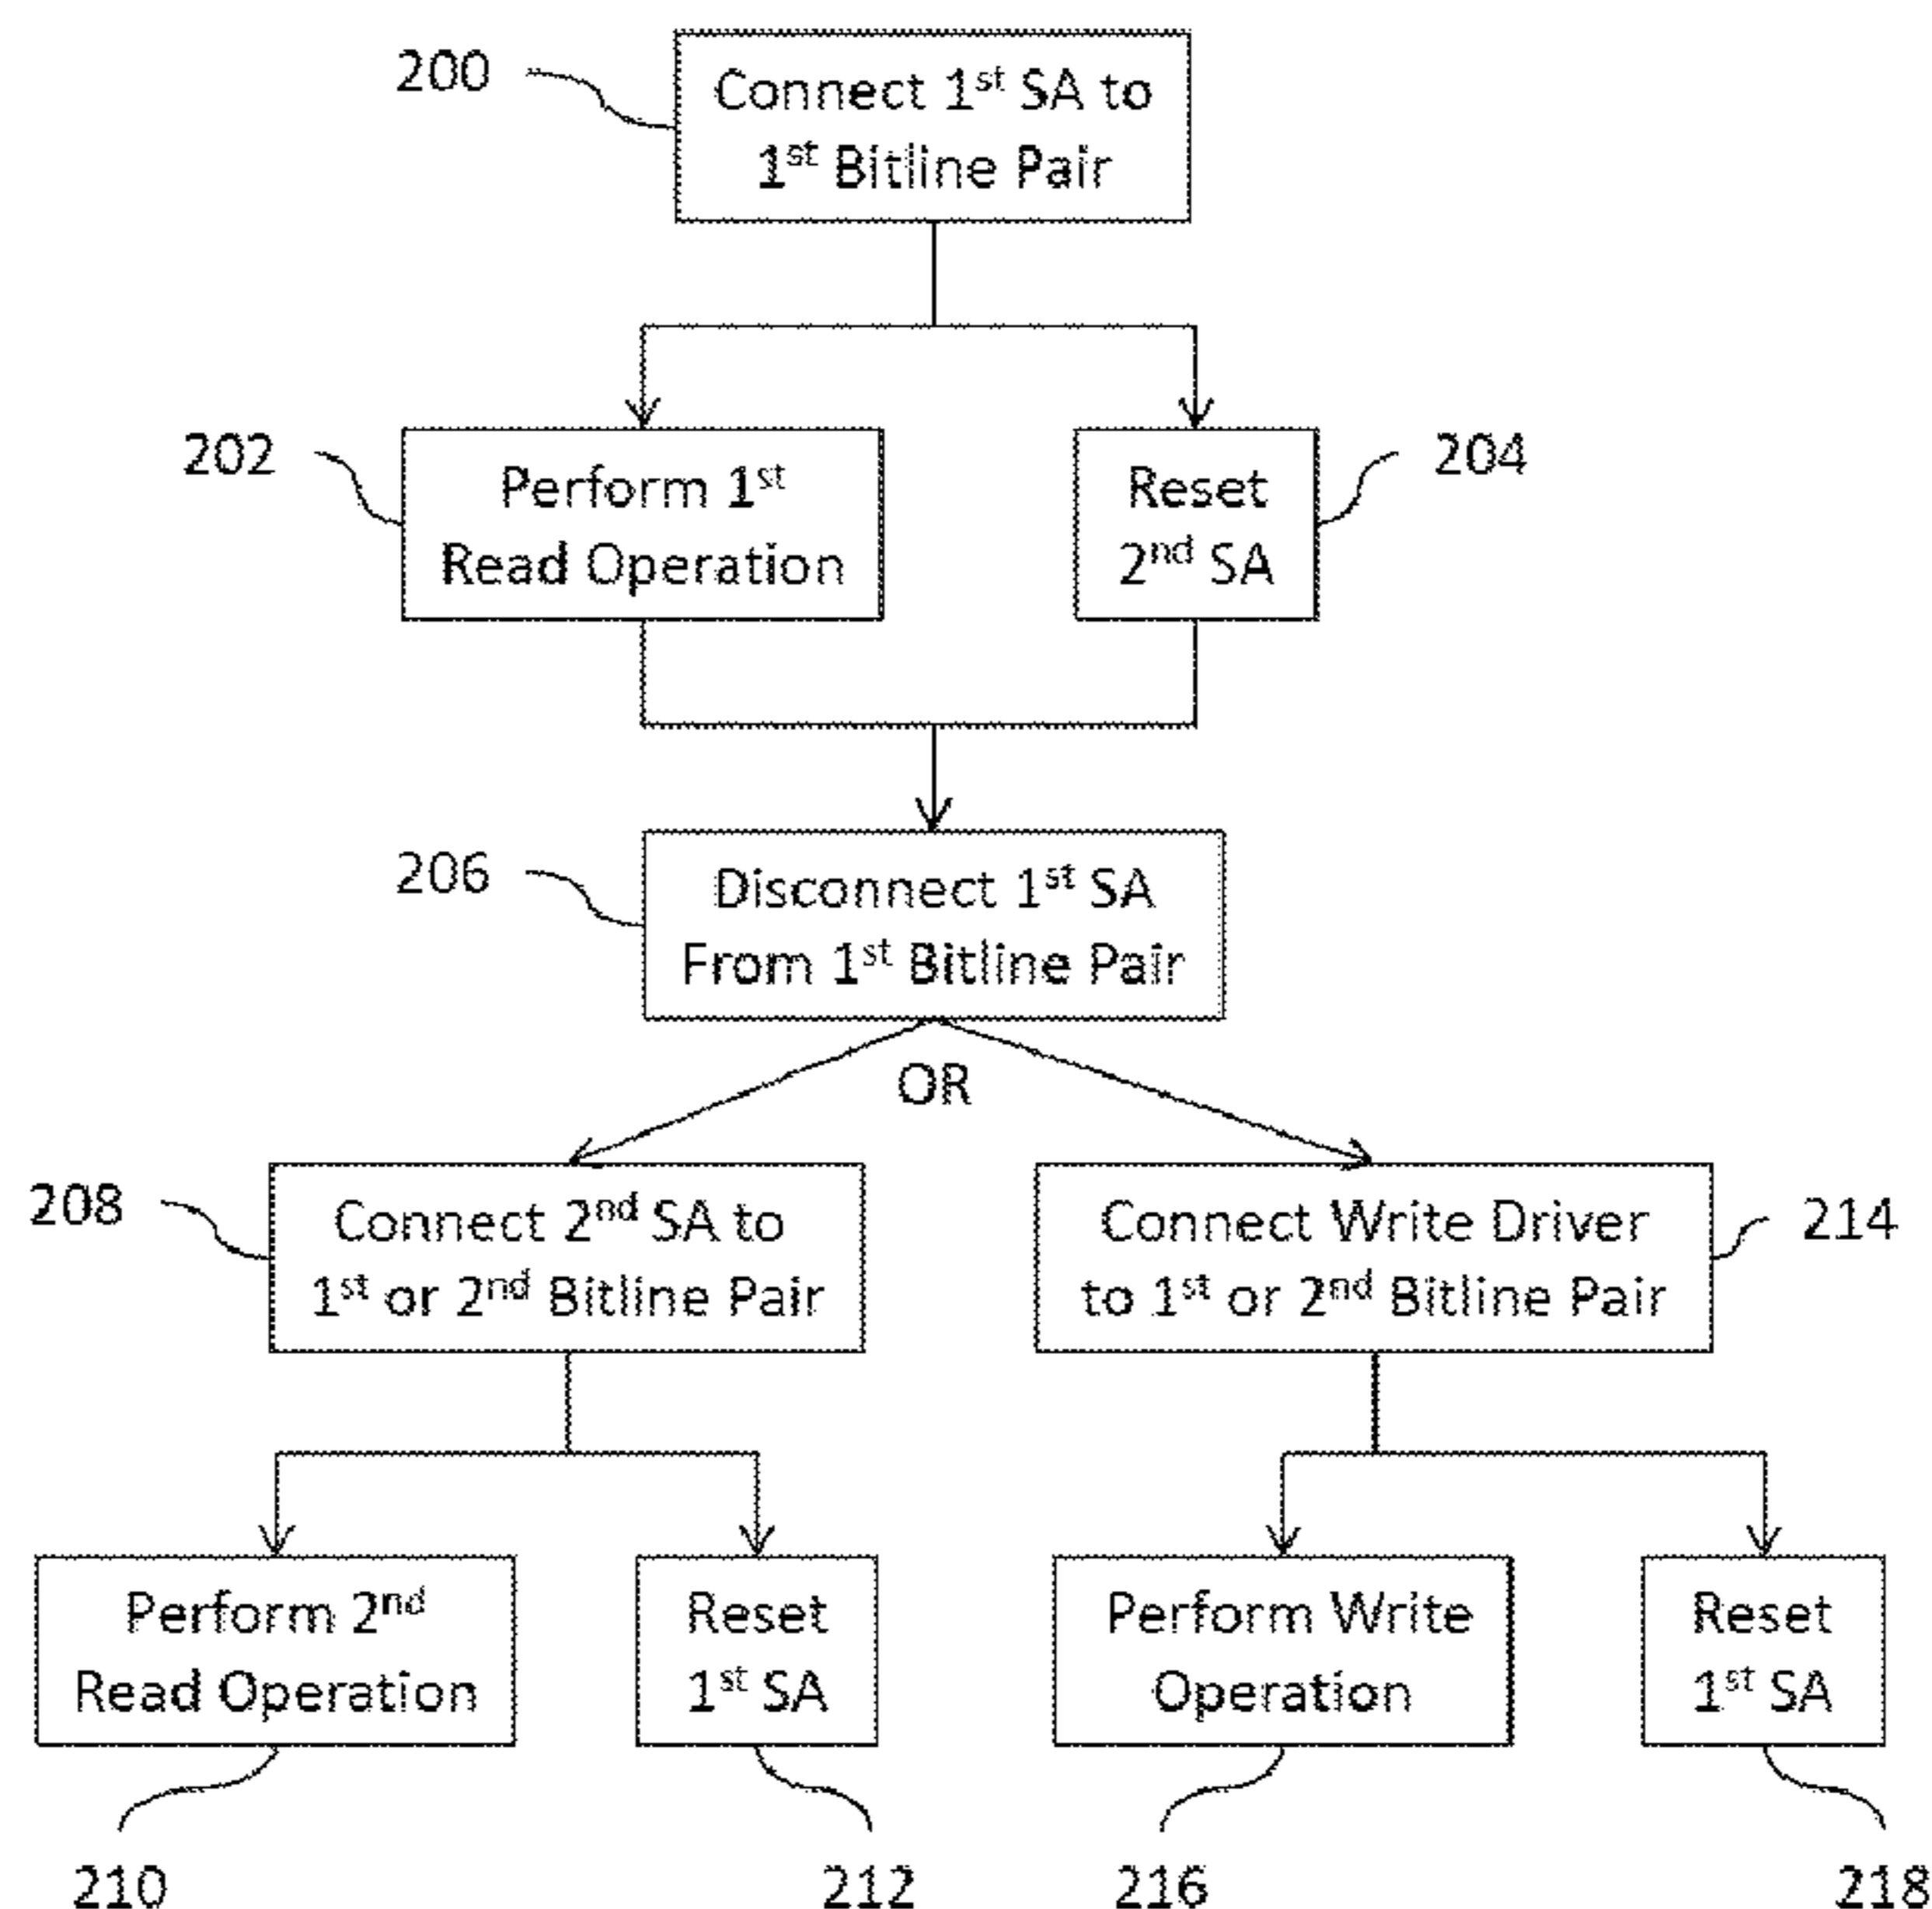 200
Connect 1st SA to
1st Bitline Pair
202
Perform 1st
Read Operation
Reset
2nd SA
204
206
Disconnect 1st SA
From 1st Bitline Pair
OR
208
Connect 2nd SA to
1st or 2nd Bitline Pair
Connect Write Driver
to 1st or 2nd Bitline Pair
214
Perform 2nd
Read Operation
Reset
1st SA
Perform Write
Operation
Reset
1st SA
210
212
216
218